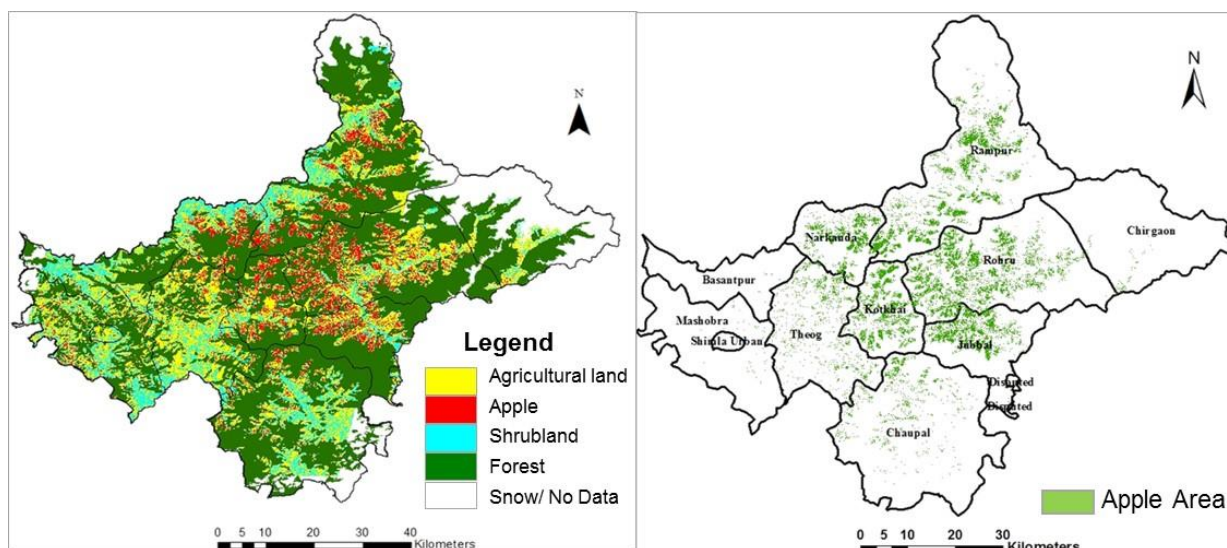 N
Legend
Agricultural land
Apple
Shrubland
Forest
Snow/ No Data
0 5 10 20 30 40
Kilometers
N
Rampur
Chirgaon
Narkanda
Rohru
Basantpur
Kotkhai
Mashobra
Theog
Shimla Urban
Jubbal
Disputed
Disputed
Chaupal
Apple Area
0 5 10 20 30
Kilometers